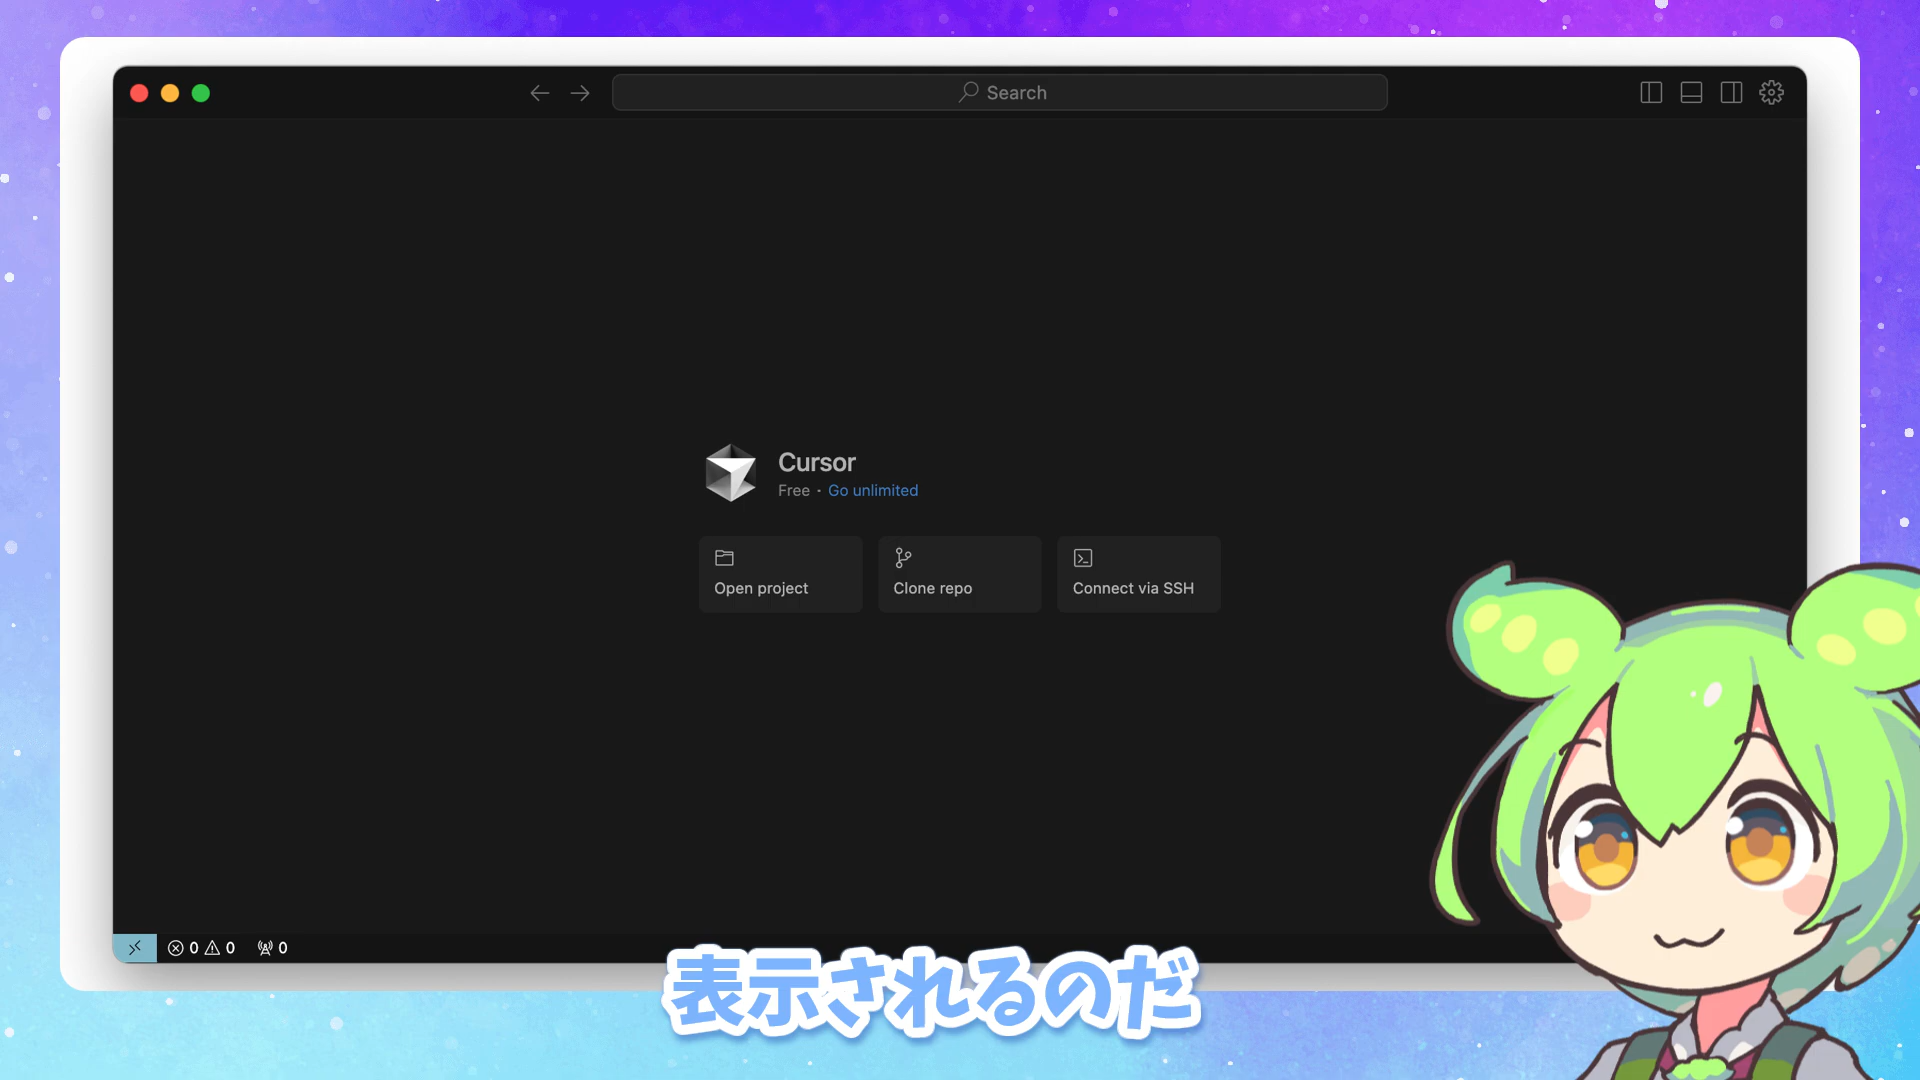 Search
Cursor
Free · Go unlimited
Open project
Clone repo
Connect via SSH
0 0 0
表示されるのだ